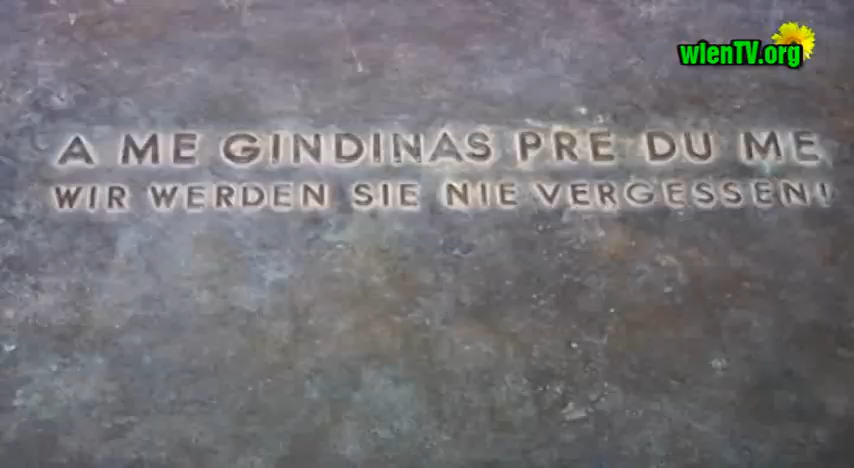 wienTV.org
A ME GINDINAS PRE DU ME
WIR WERDEN SIE NIE VERGESSEN!